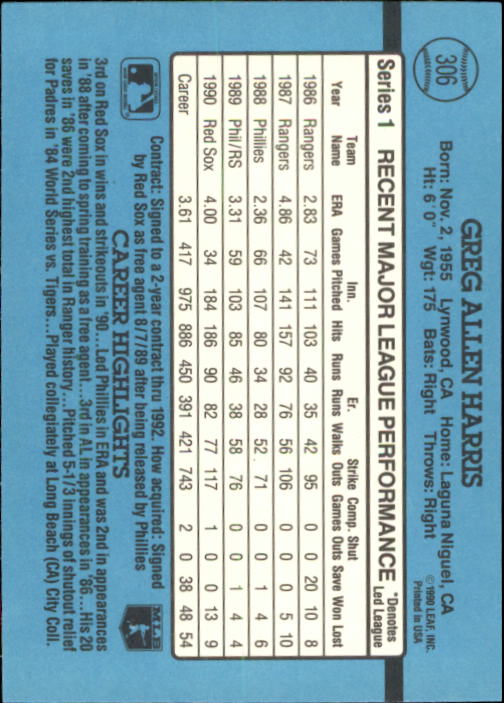 306
GREG ALLEN HARRIS
Born: Nov. 2, 1955 Lynwood, CA Home: Laguna Niguel, CA
Ht: 6' 0" Wgt: 175 Bats: Right Throws: Right
©1990 LEAF, INC.
Printed in USA
Series 1 RECENT MAJOR LEAGUE PERFORMANCE *Denotes Led League
Inn. Er. Strike Comp. Shut
Year Team Name ERA Games Pitched Hits Runs Runs Walks Outs Games Outs Save Won Lost
1986 Rangers 2.83 73 111 103 40 35 42 95 0 0 20 10 8
1987 Rangers 4.86 42 141 157 92 76 56 106 0 0 0 5 10
1988 Phillies 2.36 66 107 80 34 28 52 71 0 0 1 4 6
1989 Phil/RS 3.31 59 103 85 46 38 58 76 0 0 1 4 4
1990 Red Sox 4.00 34 184 186 90 82 77 117 1 0 0 13 9
Career 3.61 417 975 886 450 391 421 743 2 0 38 48 54
Contract: Signed to a 2-year contract thru 1992. How acquired: Signed
by Red Sox as free agent 8/7/89 after being released by Phillies
CAREER HIGHLIGHTS
MLB
3rd on Red Sox in wins and strikeouts in '90...Led Phillies in ERA and was 2nd in appearances
in '88 after coming to spring training as a free agent...3rd in AL in appearances in '86...His 20
saves in '86 were 2nd highest total in Ranger history...Pitched 5-1/3 innings of shutout relief
for Padres in '84 World Series vs. Tigers...Played collegiately at Long Beach (CA) City Coll.